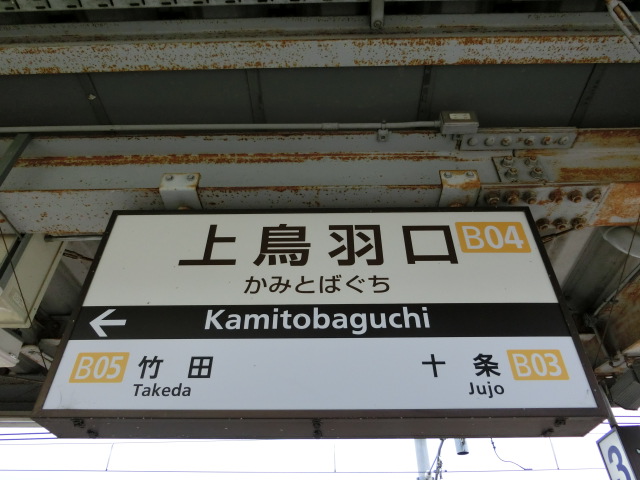 上鳥羽口 B04
かみとばぐち
← Kamitobaguchi
B05 竹田 十条 B03
Takeda Jujo
3